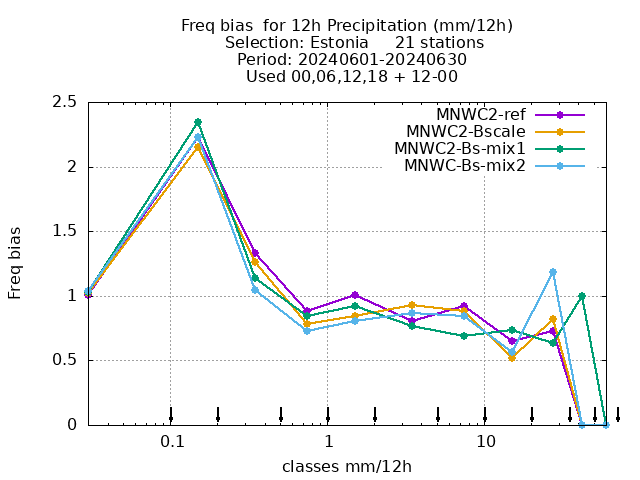 Freq bias  for 12h Precipitation (mm/12h)
Selection: Estonia     21 stations
Period: 20240601-20240630
Used 00,06,12,18 + 12-00
MNWC2-ref
MNWC2-Bscale
MNWC2-Bs-mix1
MNWC-Bs-mix2
Freq bias
2.5
2
1.5
1
0.5
0
0.1
1
10
classes mm/12h